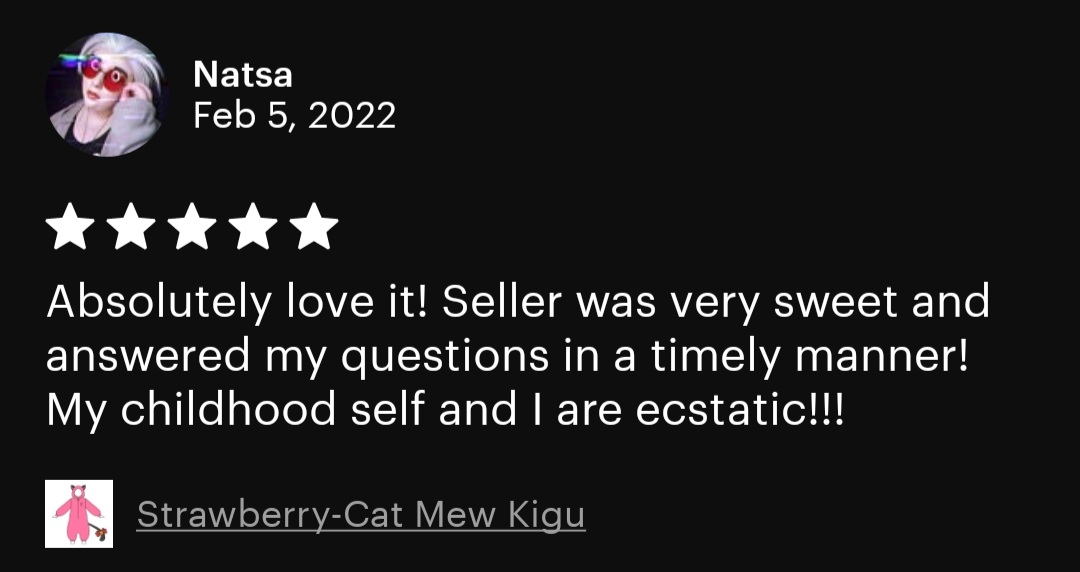 Natsa
Feb 5, 2022
Absolutely love it! Seller was very sweet and
answered my questions in a timely manner!
My childhood self and I are ecstatic!!!
Strawberry-Cat Mew Kigu